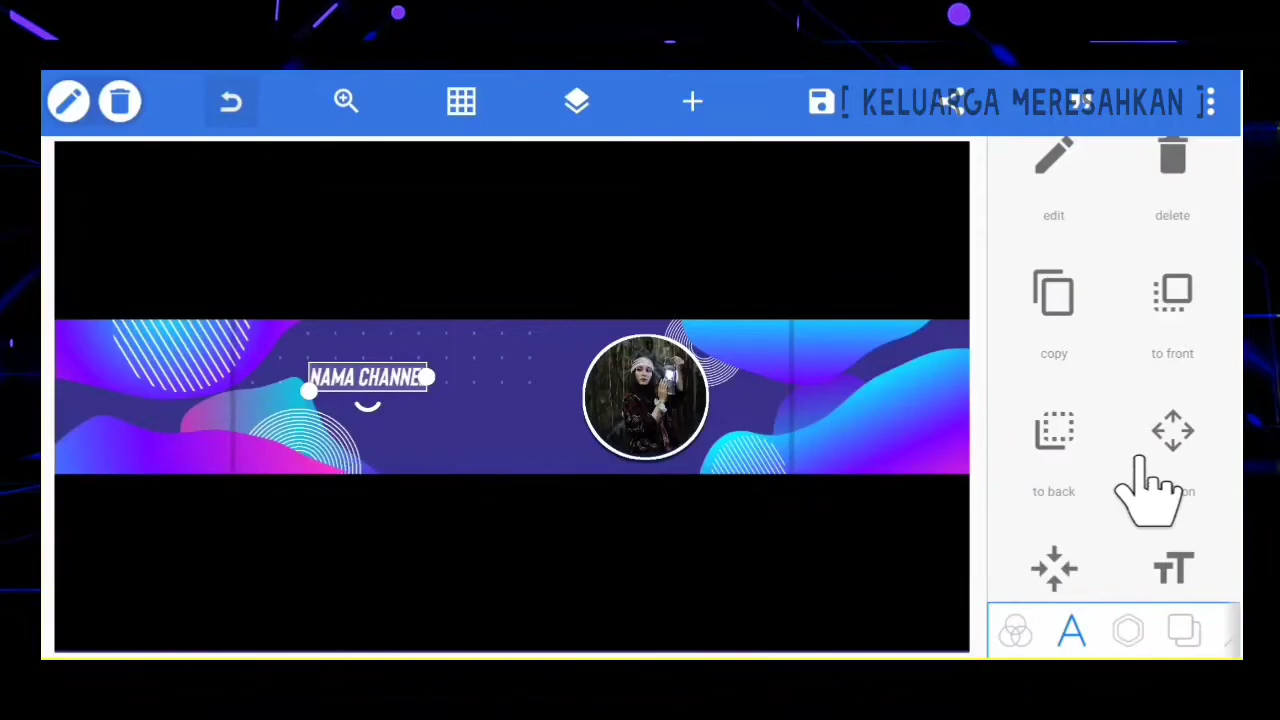 [ KELUARGA MERESAHKAN ]
edit
delete
copy
to front
NAMA CHANNE
to back